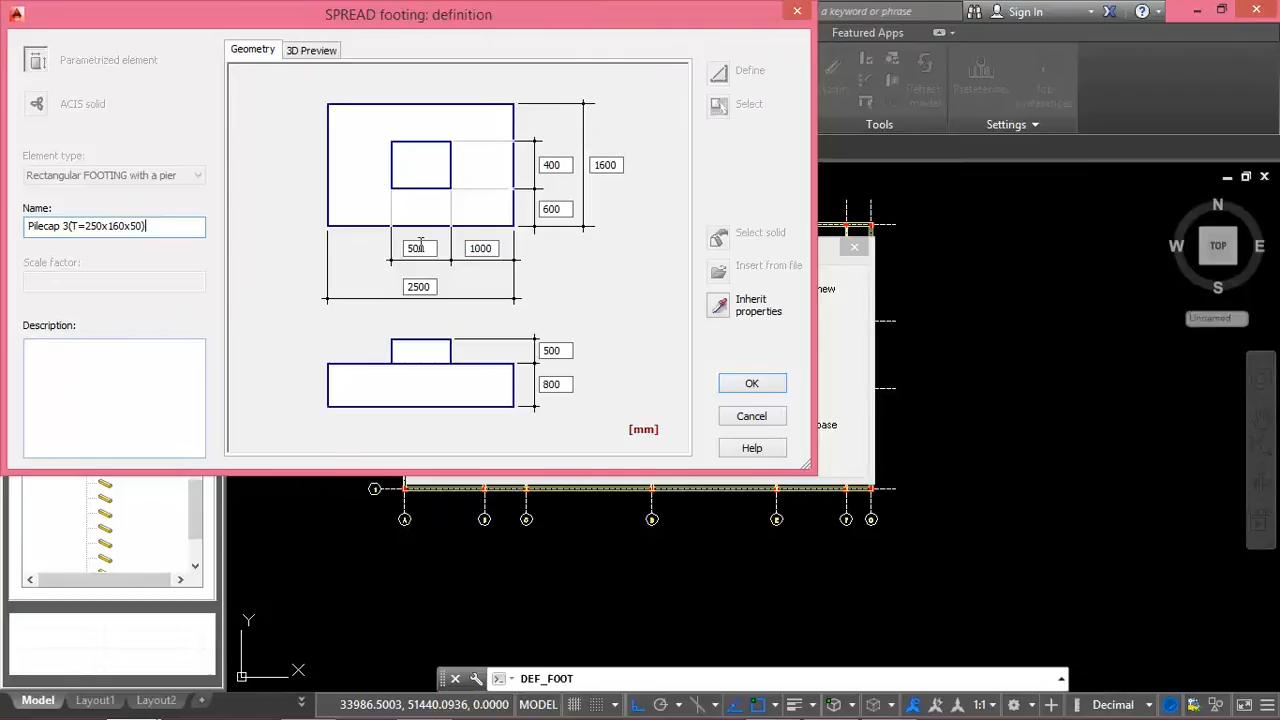 SPREAD footing: definition
a keyword or phrase
Sign In
Featured Apps
Tools
Settings
Parametrized element
ACIS solid
Element type:
Rectangular FOOTING with a pier
Name:
Pilecap 3(T=250x160x50)
Scale factor:
Description:
Geometry
3D Preview
400
1600
600
500
1000
2500
500
800
[mm]
Define
Select
Select solid
Insert from file
Inherit
properties
OK
Cancel
Help
N
W
TOP
E
S
Unnamed
new
base
1
A
B
C
D
E
F
G
Y
X
DEF_FOOT
Model
Layout1
Layout2
+
33986.5003, 51440.0936, 0.0000
MODEL
1:1
Decimal